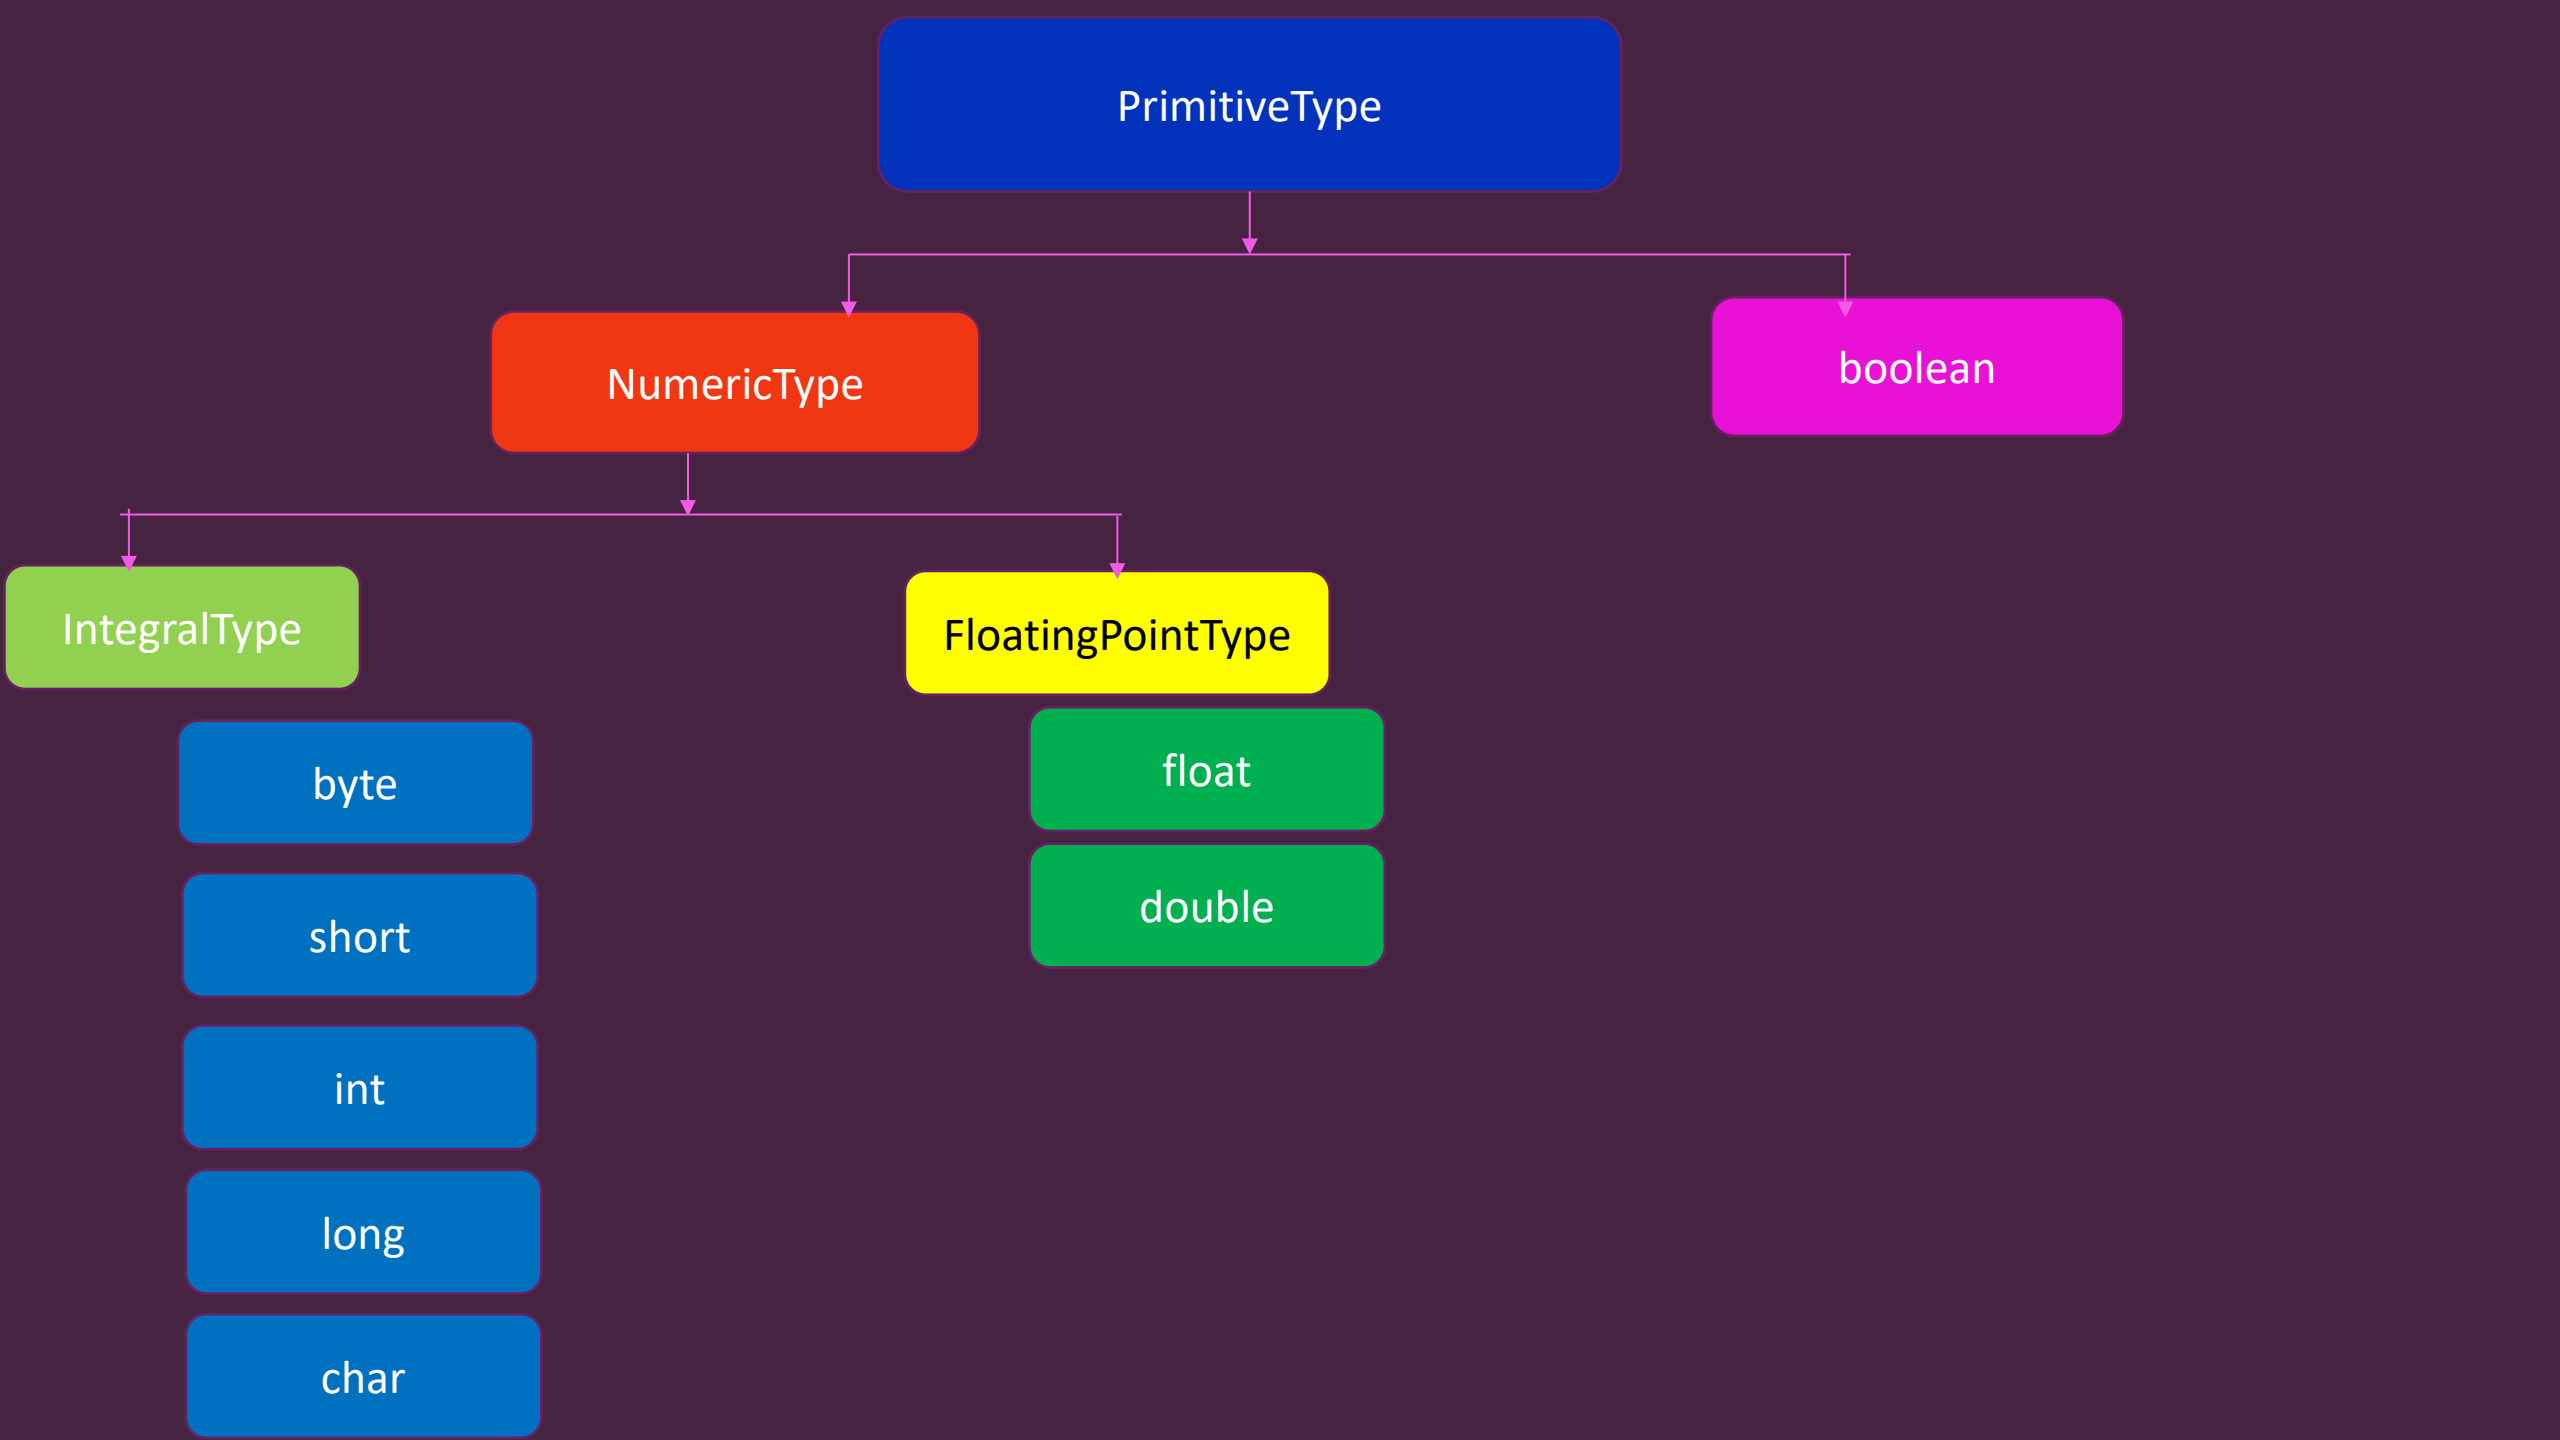 PrimitiveType
NumericType
boolean
IntegralType
FloatingPointType
byte
short
int
long
char
float
double